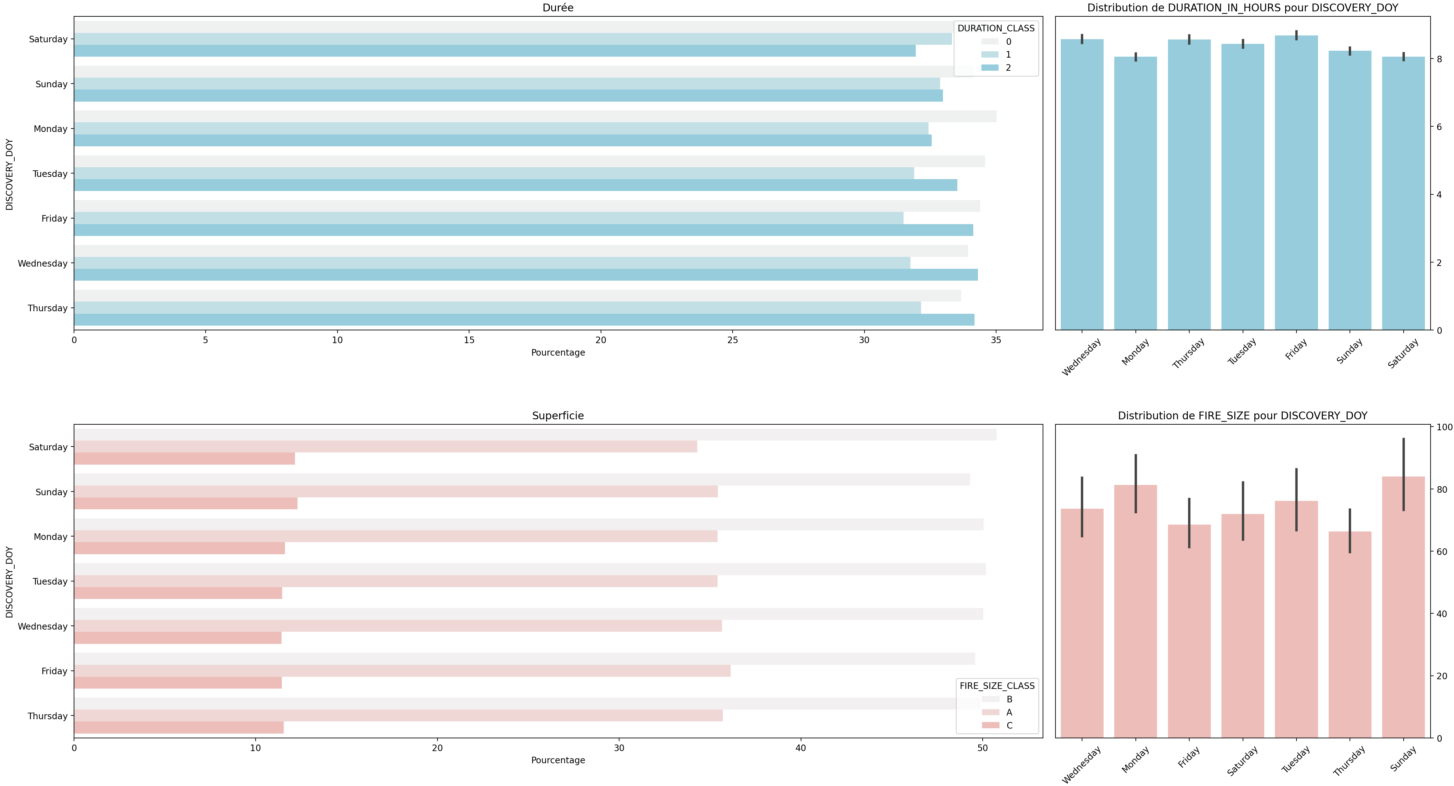 Durée
DISCOVERY_DOY
Saturday
Sunday
Monday
Tuesday
Friday
Wednesday
Thursday
DURATION_CLASS
0
1
2
0 5 10 15 20 25 30 35
Pourcentage
Distribution de DURATION_IN_HOURS pour DISCOVERY_DOY
8
6
4
2
0
Wednesday Monday Thursday Tuesday Friday Sunday Saturday
Superficie
DISCOVERY_DOY
Saturday
Sunday
Monday
Tuesday
Wednesday
Friday
Thursday
FIRE_SIZE_CLASS
B
A
C
0 10 20 30 40 50
Pourcentage
Distribution de FIRE_SIZE pour DISCOVERY_DOY
100
80
60
40
20
0
Wednesday Monday Friday Saturday Tuesday Thursday Sunday